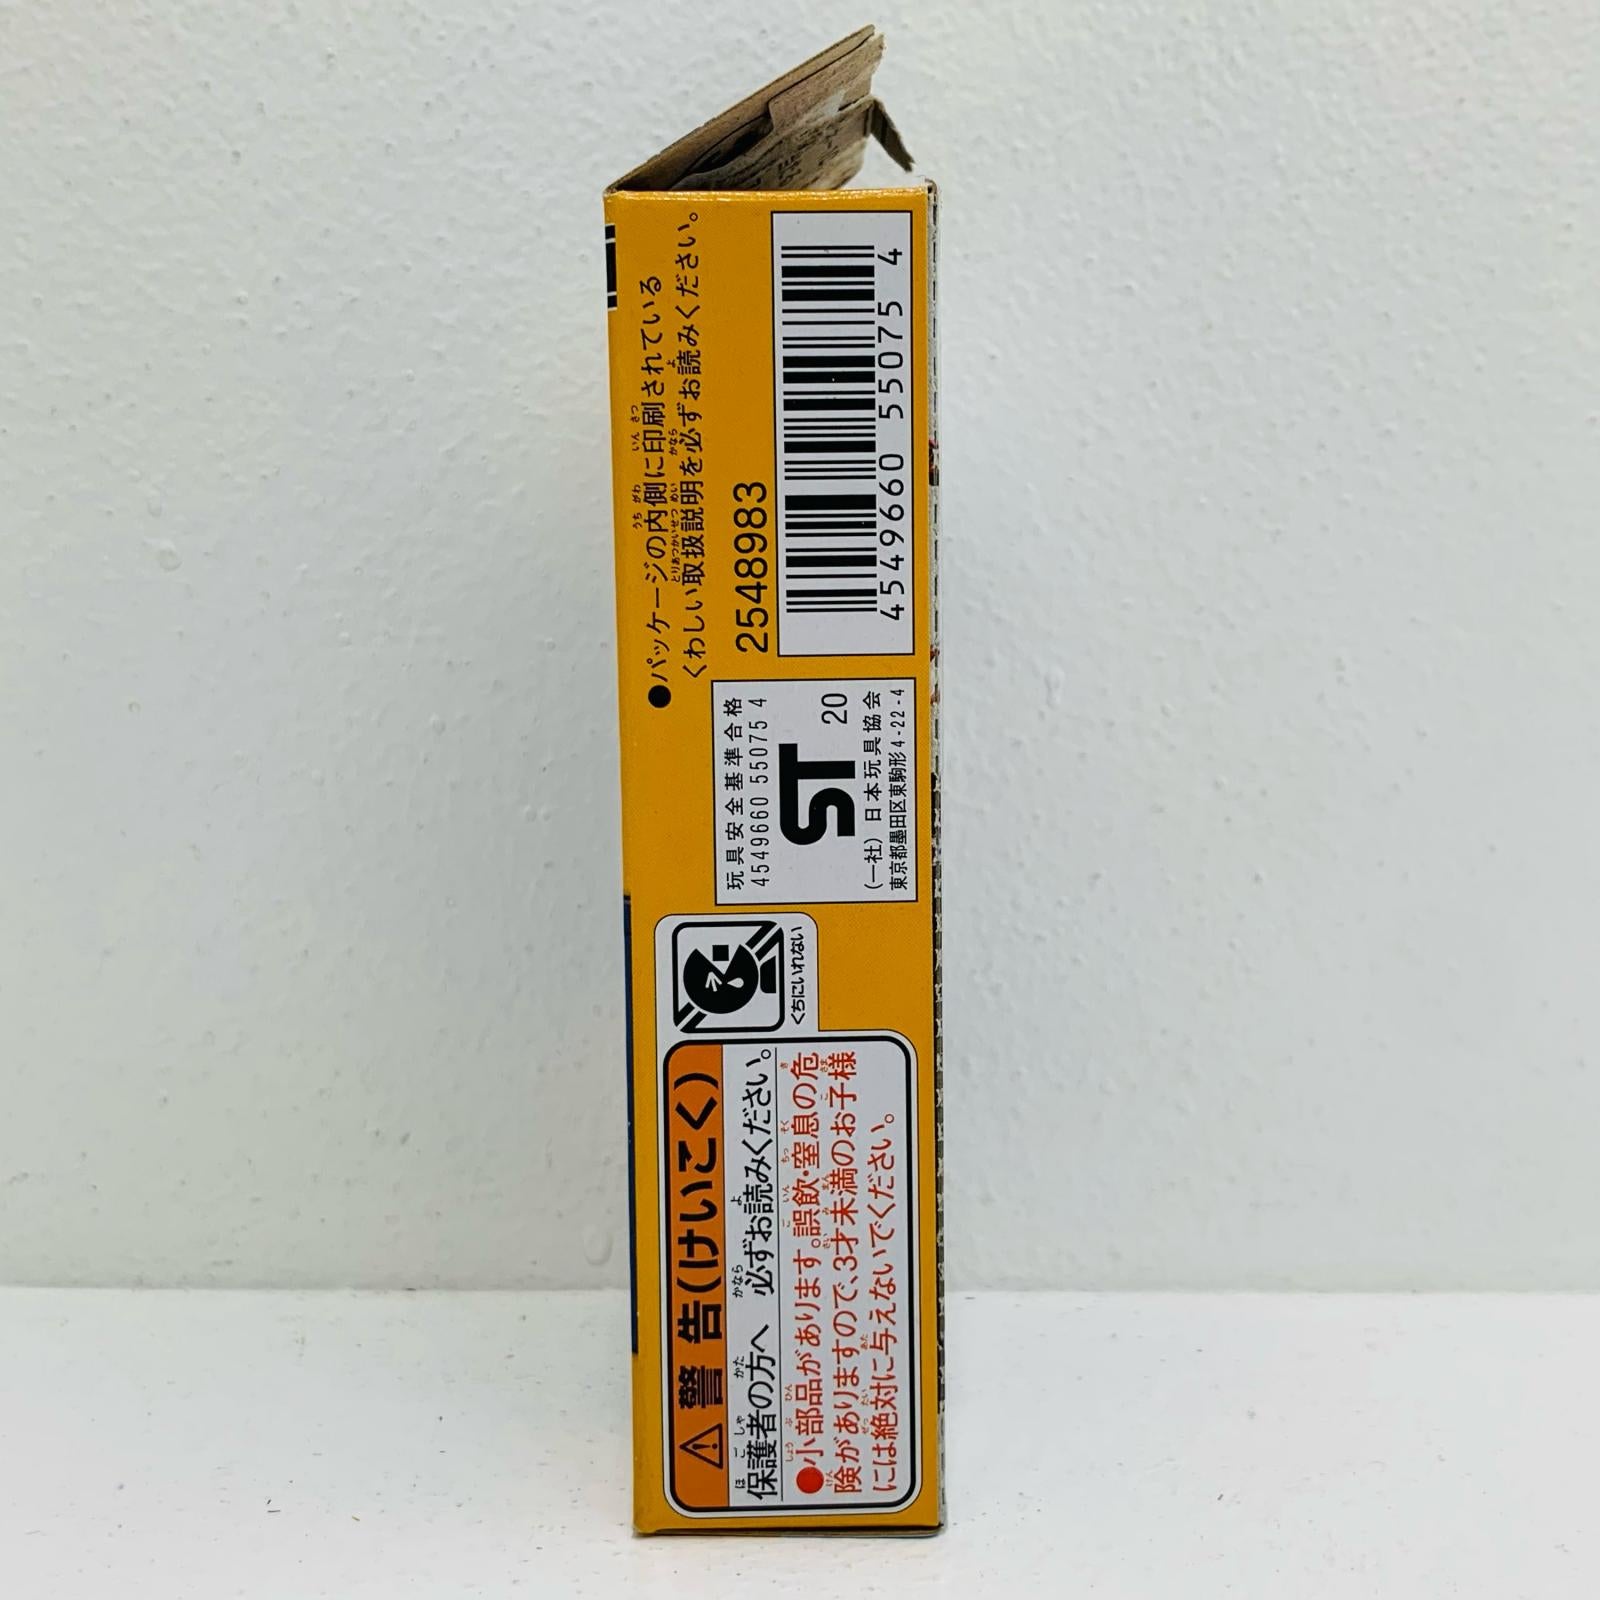 ●パッケージの内側に印刷されている
くわしい取扱説明を必ずお読みください。
2548983
4549660 55075 4
玩具安全基準合格
4549660 55075 4
ST 20
(一社)日本玩具協会
東京都墨田区東駒形4-22-4
くちにいれない
⚠警告(けいこく)
保護者の方へ 必ずお読みください。
●小部品があります。誤飲・窒息の危
険がありますので、3才未満のお子様
には絶対に与えないでください。